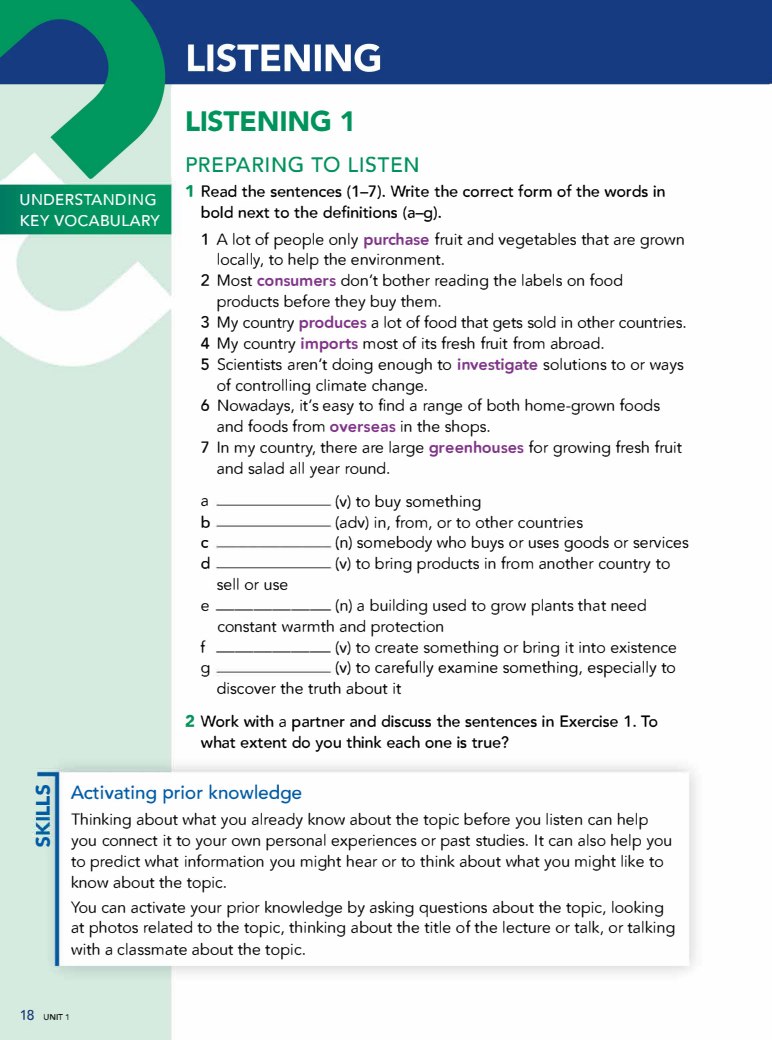 LISTENING
LISTENING 1
PREPARING TO LISTEN
UNDERSTANDING
KEY VOCABULARY
1 Read the sentences (1–7). Write the correct form of the words in
bold next to the definitions (a–g).
1 A lot of people only purchase fruit and vegetables that are grown
locally, to help the environment.
2 Most consumers don't bother reading the labels on food
products before they buy them.
3 My country produces a lot of food that gets sold in other countries.
4 My country imports most of its fresh fruit from abroad.
5 Scientists aren't doing enough to investigate solutions to or ways
of controlling climate change.
6 Nowadays, it's easy to find a range of both home-grown foods
and foods from overseas in the shops.
7 In my country, there are large greenhouses for growing fresh fruit
and salad all year round.
a ____________ (v) to buy something
b ____________ (adv) in, from, or to other countries
c ____________ (n) somebody who buys or uses goods or services
d ____________ (v) to bring products in from another country to
sell or use
e ____________ (n) a building used to grow plants that need
constant warmth and protection
f ____________ (v) to create something or bring it into existence
g ____________ (v) to carefully examine something, especially to
discover the truth about it
2 Work with a partner and discuss the sentences in Exercise 1. To
what extent do you think each one is true?
SKILLS
Activating prior knowledge
Thinking about what you already know about the topic before you listen can help
you connect it to your own personal experiences or past studies. It can also help you
to predict what information you might hear or to think about what you might like to
know about the topic.
You can activate your prior knowledge by asking questions about the topic, looking
at photos related to the topic, thinking about the title of the lecture or talk, or talking
with a classmate about the topic.
18 UNIT 1